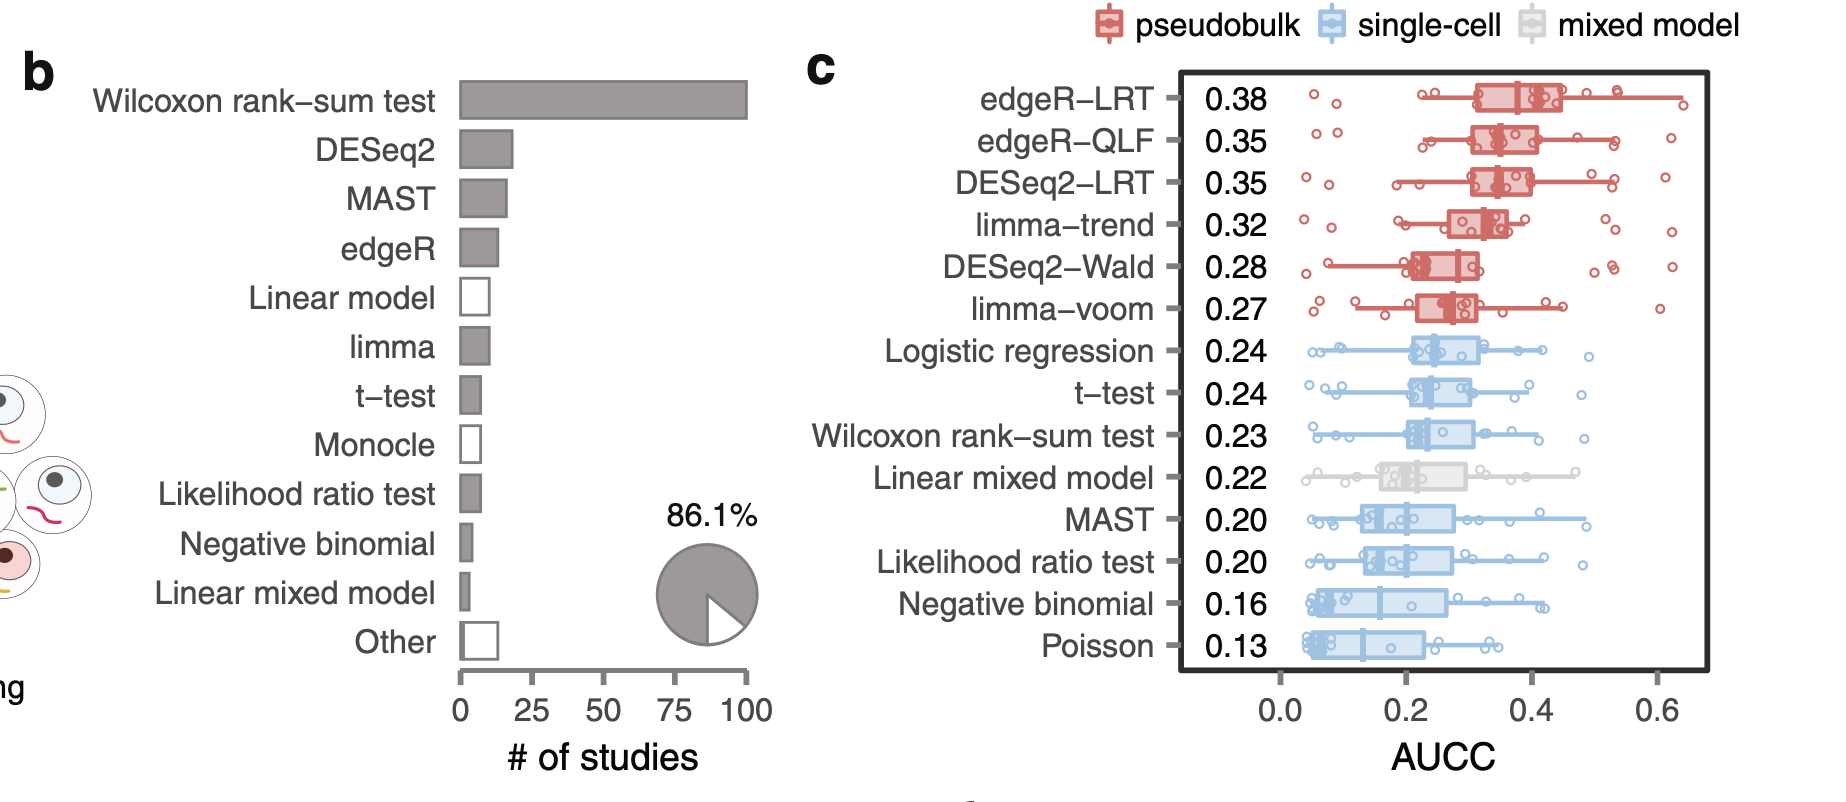 pseudobulk single-cell mixed model
b
Wilcoxon rank−sum test
DESeq2
MAST
edgeR
Linear model
limma
t−test
Monocle
Likelihood ratio test
Negative binomial
Linear mixed model
Other
86.1%
0 25 50 75 100
# of studies
ng
c
edgeR−LRT 0.38
edgeR−QLF 0.35
DESeq2−LRT 0.35
limma−trend 0.32
DESeq2−Wald 0.28
limma−voom 0.27
Logistic regression 0.24
t−test 0.24
Wilcoxon rank−sum test 0.23
Linear mixed model 0.22
MAST 0.20
Likelihood ratio test 0.20
Negative binomial 0.16
Poisson 0.13
0.0 0.2 0.4 0.6
AUCC